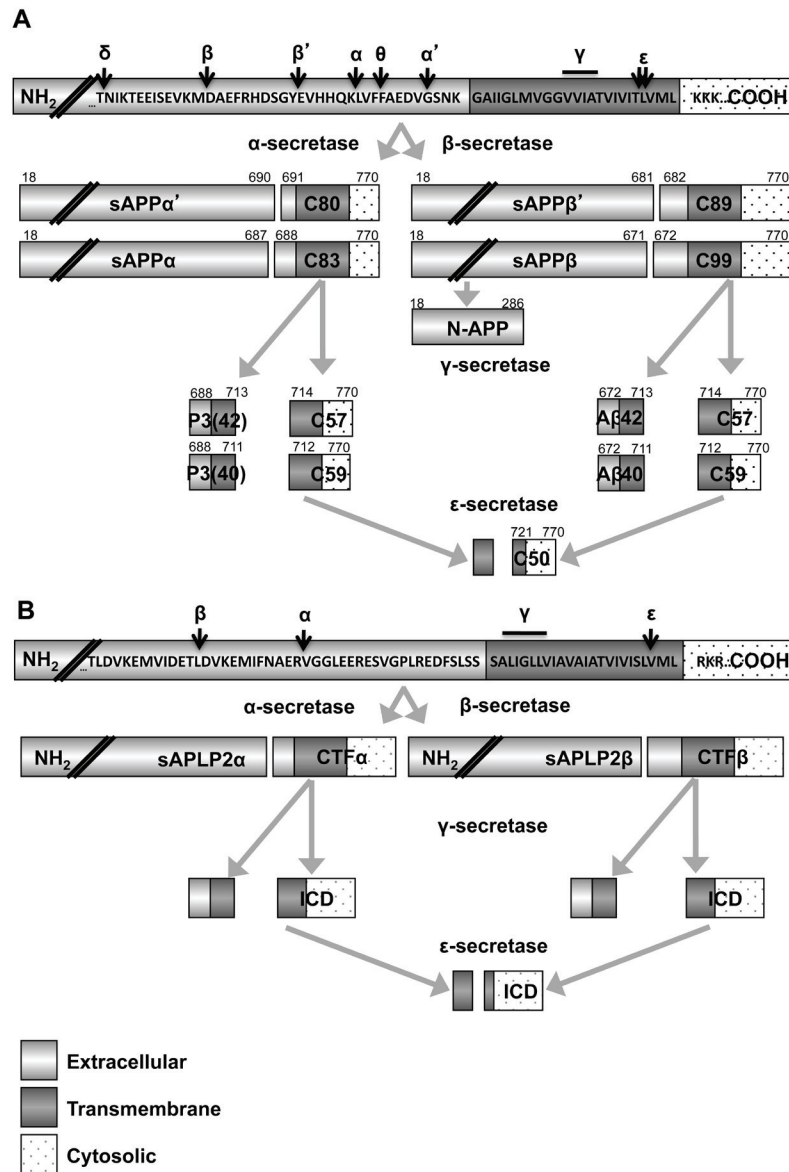 A
δ β β’ α θ α’ γ ε
NH2 ...TNIKTEEISEVKMDAEFRHDSGYEVHHQKLVFFAEDVGSNK GAIIGLMVGGVVIATVIVITLVML KKK... COOH
α-secretase β-secretase
18 690 691 770 18 681 682 770
sAPPα’ C80 sAPPβ’ C89
18 687 688 770 18 671 672 770
sAPPα C83 sAPPβ C99
18 286
N-APP
γ-secretase
688 713 714 770 672 713 714 770
P3(42) C57 Aβ42 C57
688 711 712 770 672 711 712 770
P3(40) C59 Aβ40 C59
ε-secretase
721 770
C50
B
β α γ ε
NH2 ...TLDVKEMVIDETLDVKEMIFNAERVGGLEERESVGPLREDFSLSS SALIGLLVIAVAIATVIVISLVML RKR... COOH
α-secretase β-secretase
NH2 sAPLP2α CTFα NH2 sAPLP2β CTFβ
γ-secretase
ICD ICD
ε-secretase
ICD
Extracellular
Transmembrane
Cytosolic